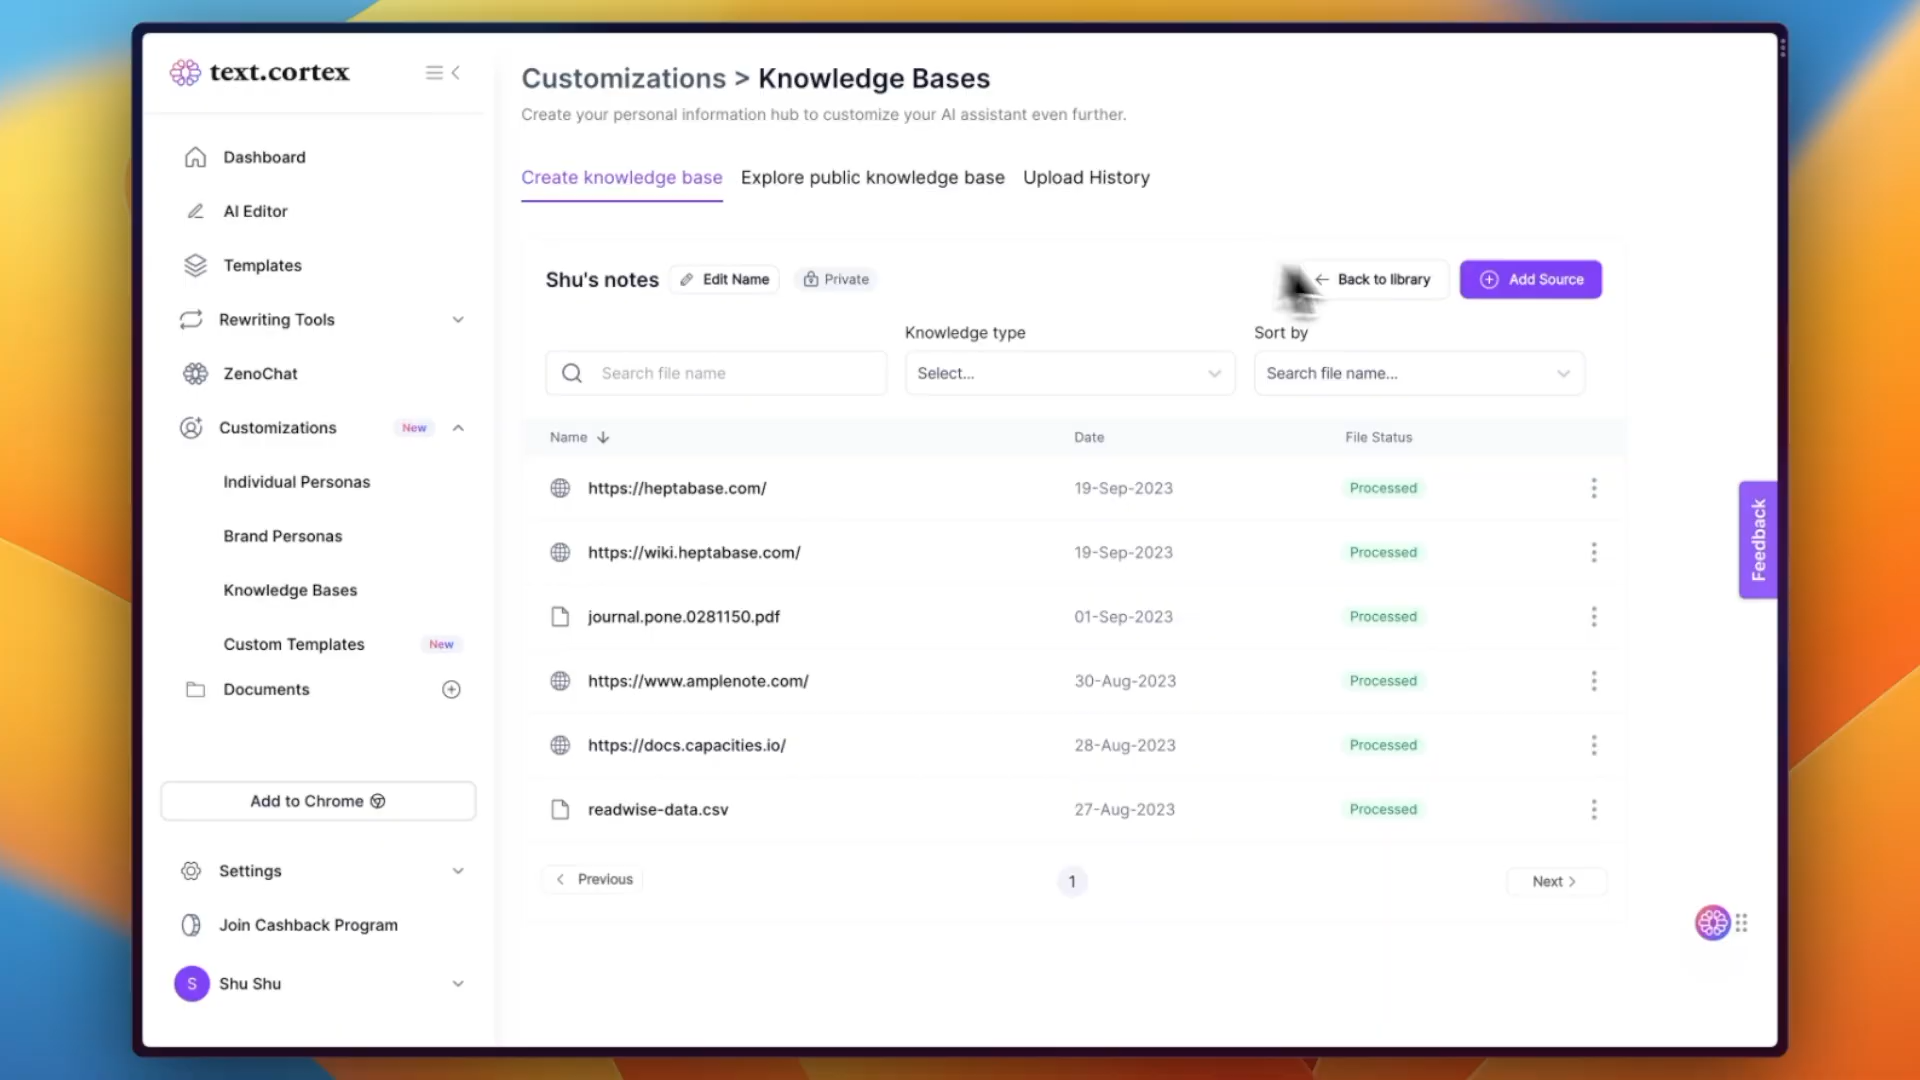 text.cortex
Dashboard
AI Editor
Templates
Rewriting Tools
ZenoChat
Customizations New
Individual Personas
Brand Personas
Knowledge Bases
Custom Templates New
Documents
Add to Chrome
Settings
Join Cashback Program
S Shu Shu
Customizations > Knowledge Bases
Create your personal information hub to customize your AI assistant even further.
Create knowledge base Explore public knowledge base Upload History
Shu's notes Edit Name Private Back to library Add Source
Knowledge type Sort by
Search file name Select... Search file name...
Name Date File Status
https://heptabase.com/ 19-Sep-2023 Processed
https://wiki.heptabase.com/ 19-Sep-2023 Processed
journal.pone.0281150.pdf 01-Sep-2023 Processed
https://www.amplenote.com/ 30-Aug-2023 Processed
https://docs.capacities.io/ 28-Aug-2023 Processed
readwise-data.csv 27-Aug-2023 Processed
Previous 1 Next
Feedback